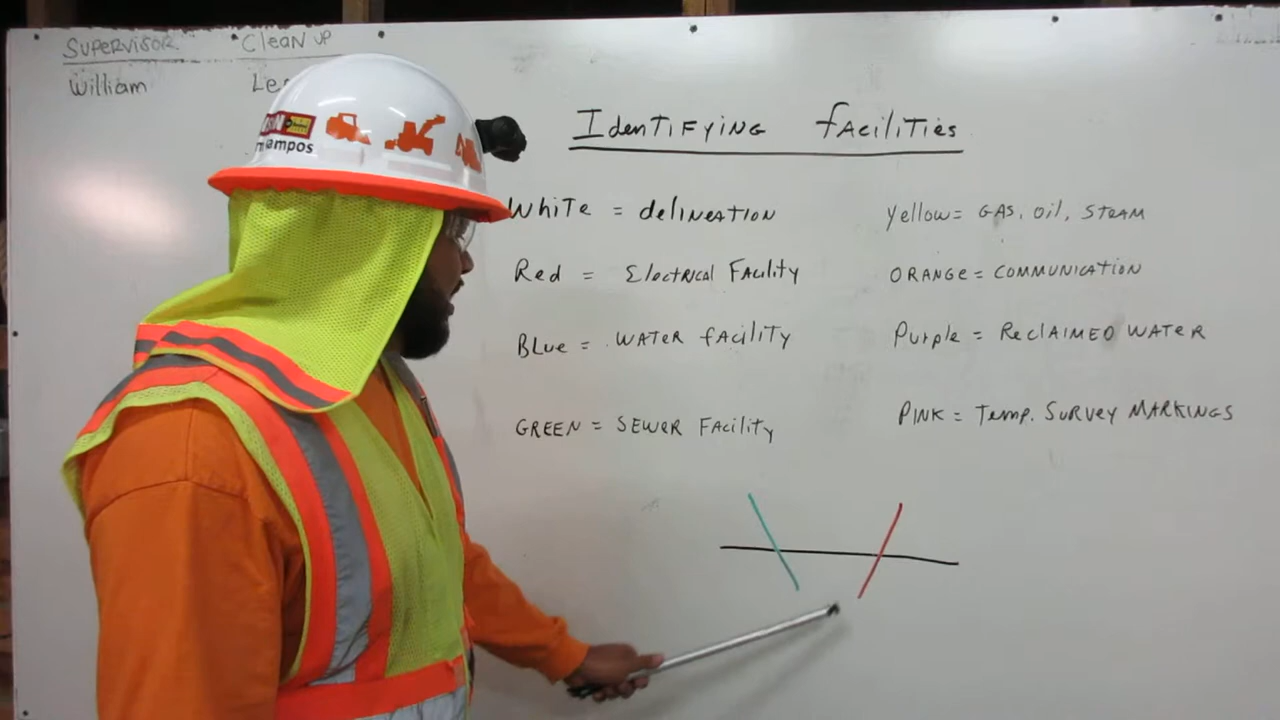 SUPERVISOR CleaN UP
William
IdenTiFyiNG fAciliTies
WhiTe = deliNeATioN
Red = Electrical Facility
BLue = WATer fAciliTy
GREEN = SEWER FAcility
yellow = GAS, oil, STEAM
ORANGE = COMMUNICATION
Purple = ReclAIMED WATER
PINK = Temp. SURVEY MARKINGS
ampos